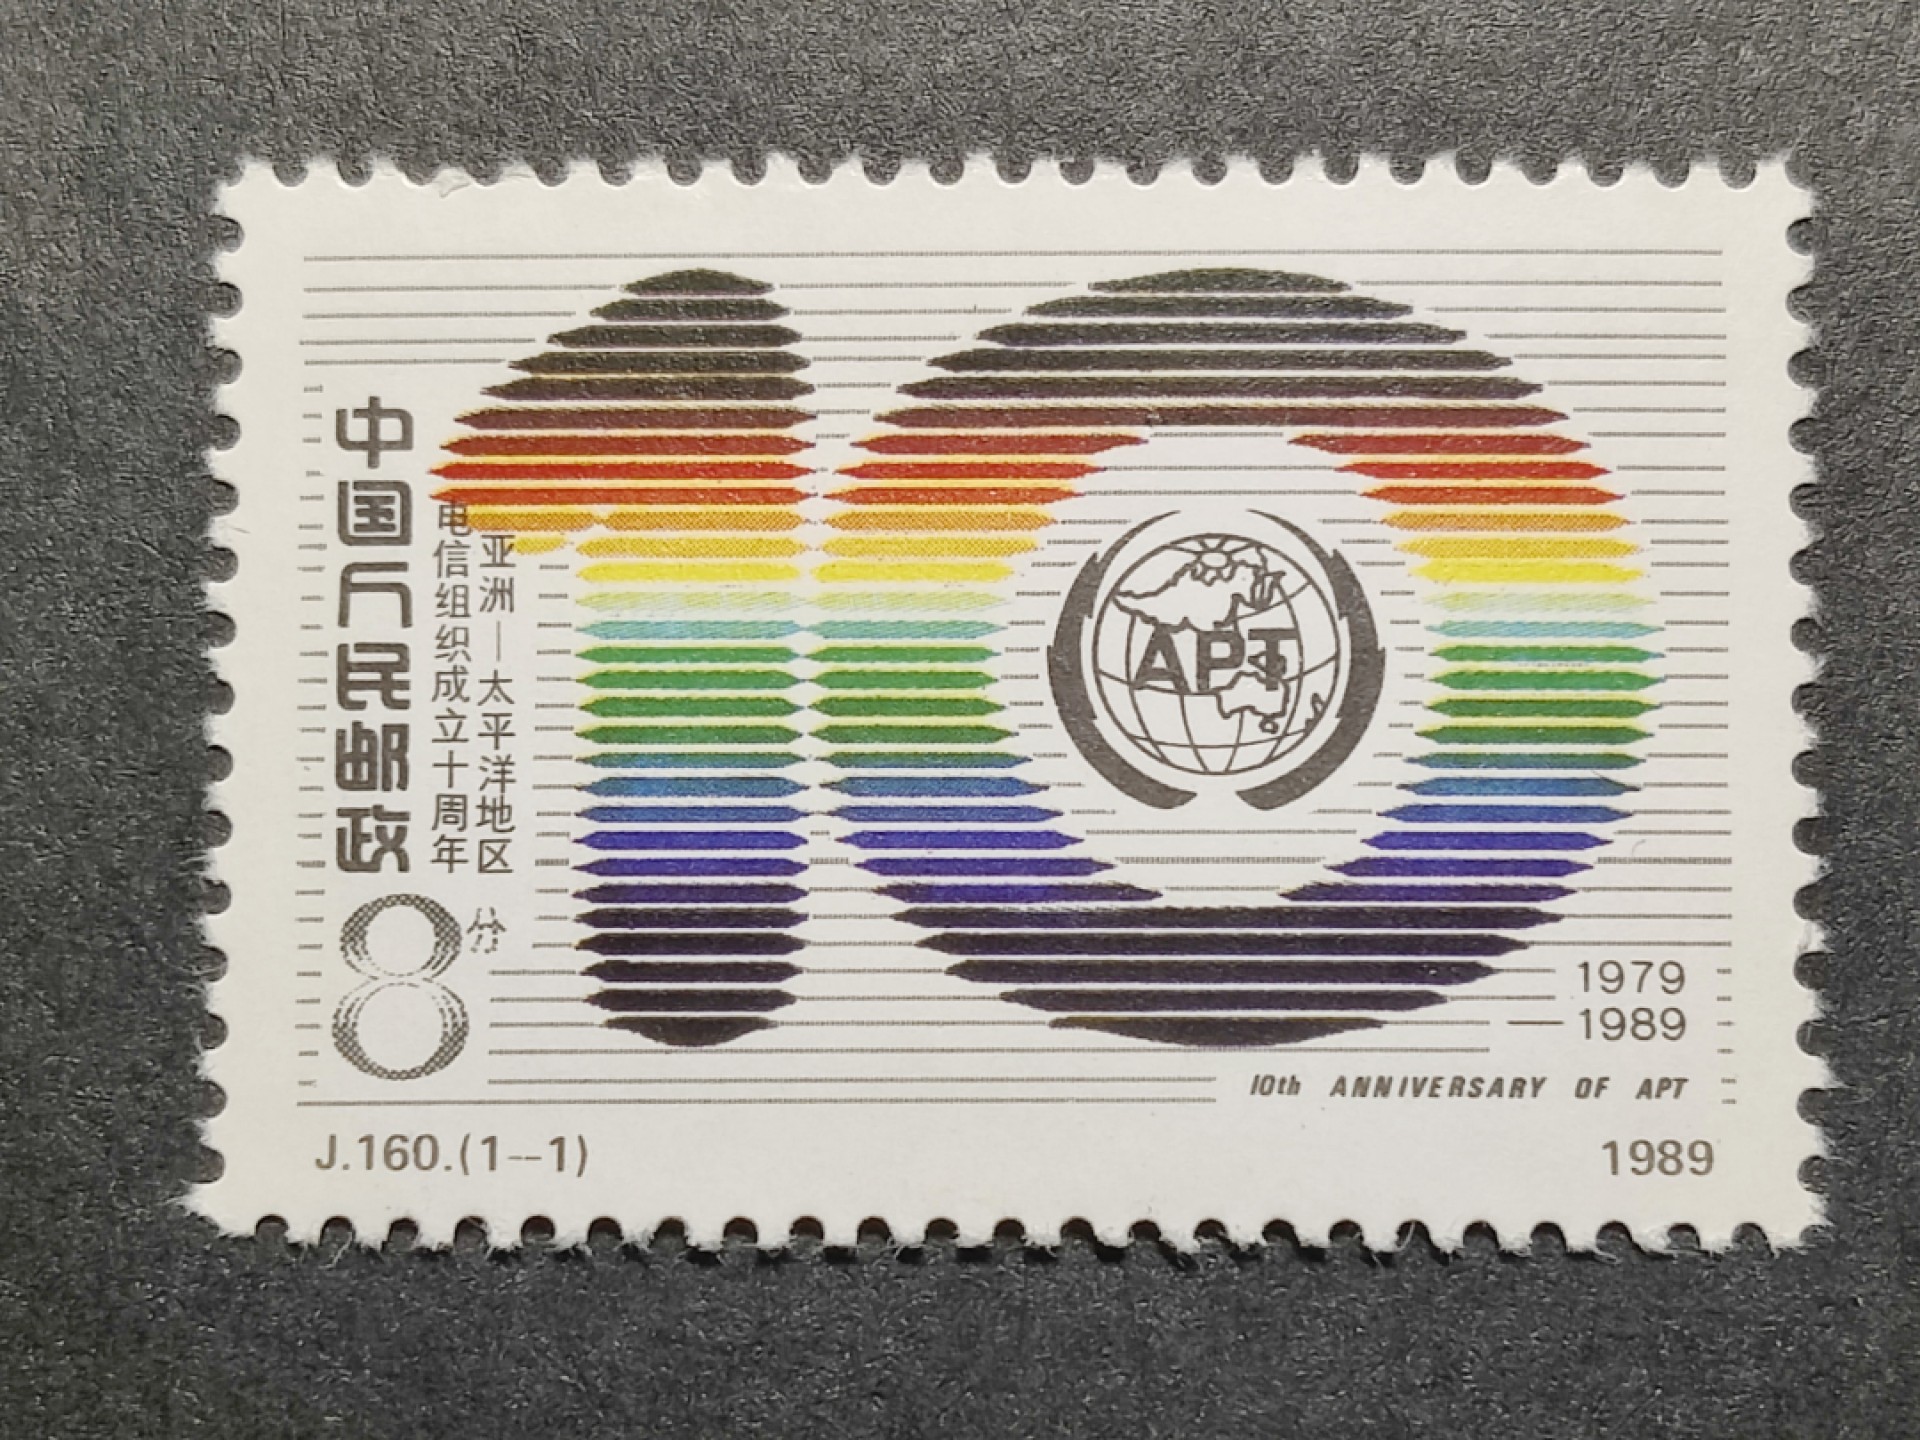 中国人民邮政
亚洲—太平洋地区
电信组织成立十周年
8分
APT
1979
—1989
10th ANNIVERSARY OF APT
J.160.(1--1)
1989